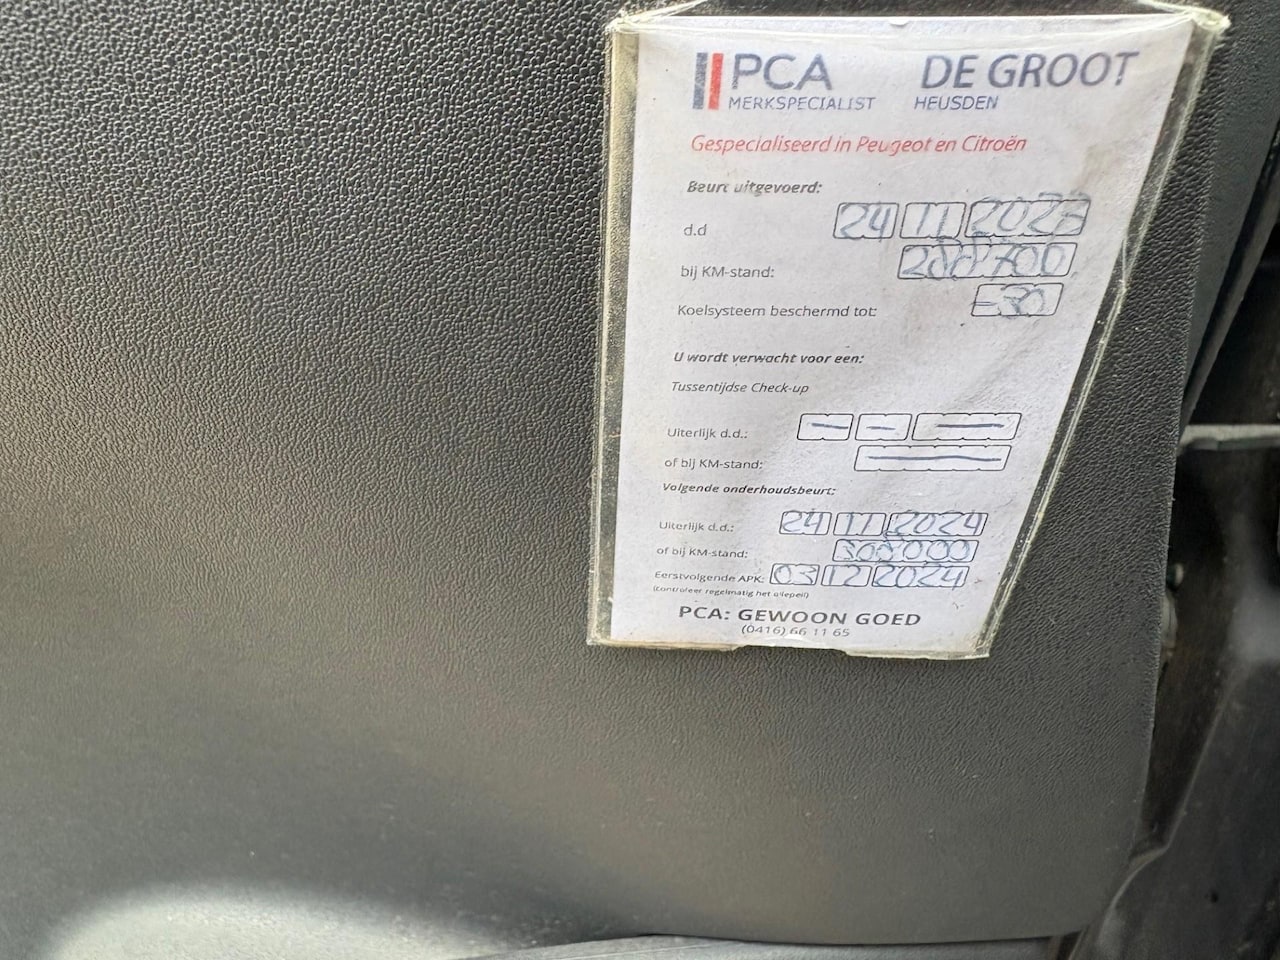 PCA DE GROOT
MERKSPECIALIST HEUSDEN
Gespecialiseerd in Peugeot en Citroën
Beurt uitgevoerd:
d.d 24 11 2023
bij KM-stand: 288700
Koelsysteem beschermd tot: -30
U wordt verwacht voor een:
Tussentijdse Check-up
Uiterlijk d.d.: — — —
of bij KM-stand: —
Volgende onderhoudsbeurt:
Uiterlijk d.d.: 24 11 2024
of bij KM-stand: 308000
Eerstvolgende APK: 03 12 2024
(Controleer regelmatig het oliepeil)
PCA: GEWOON GOED
(0416) 66 11 65